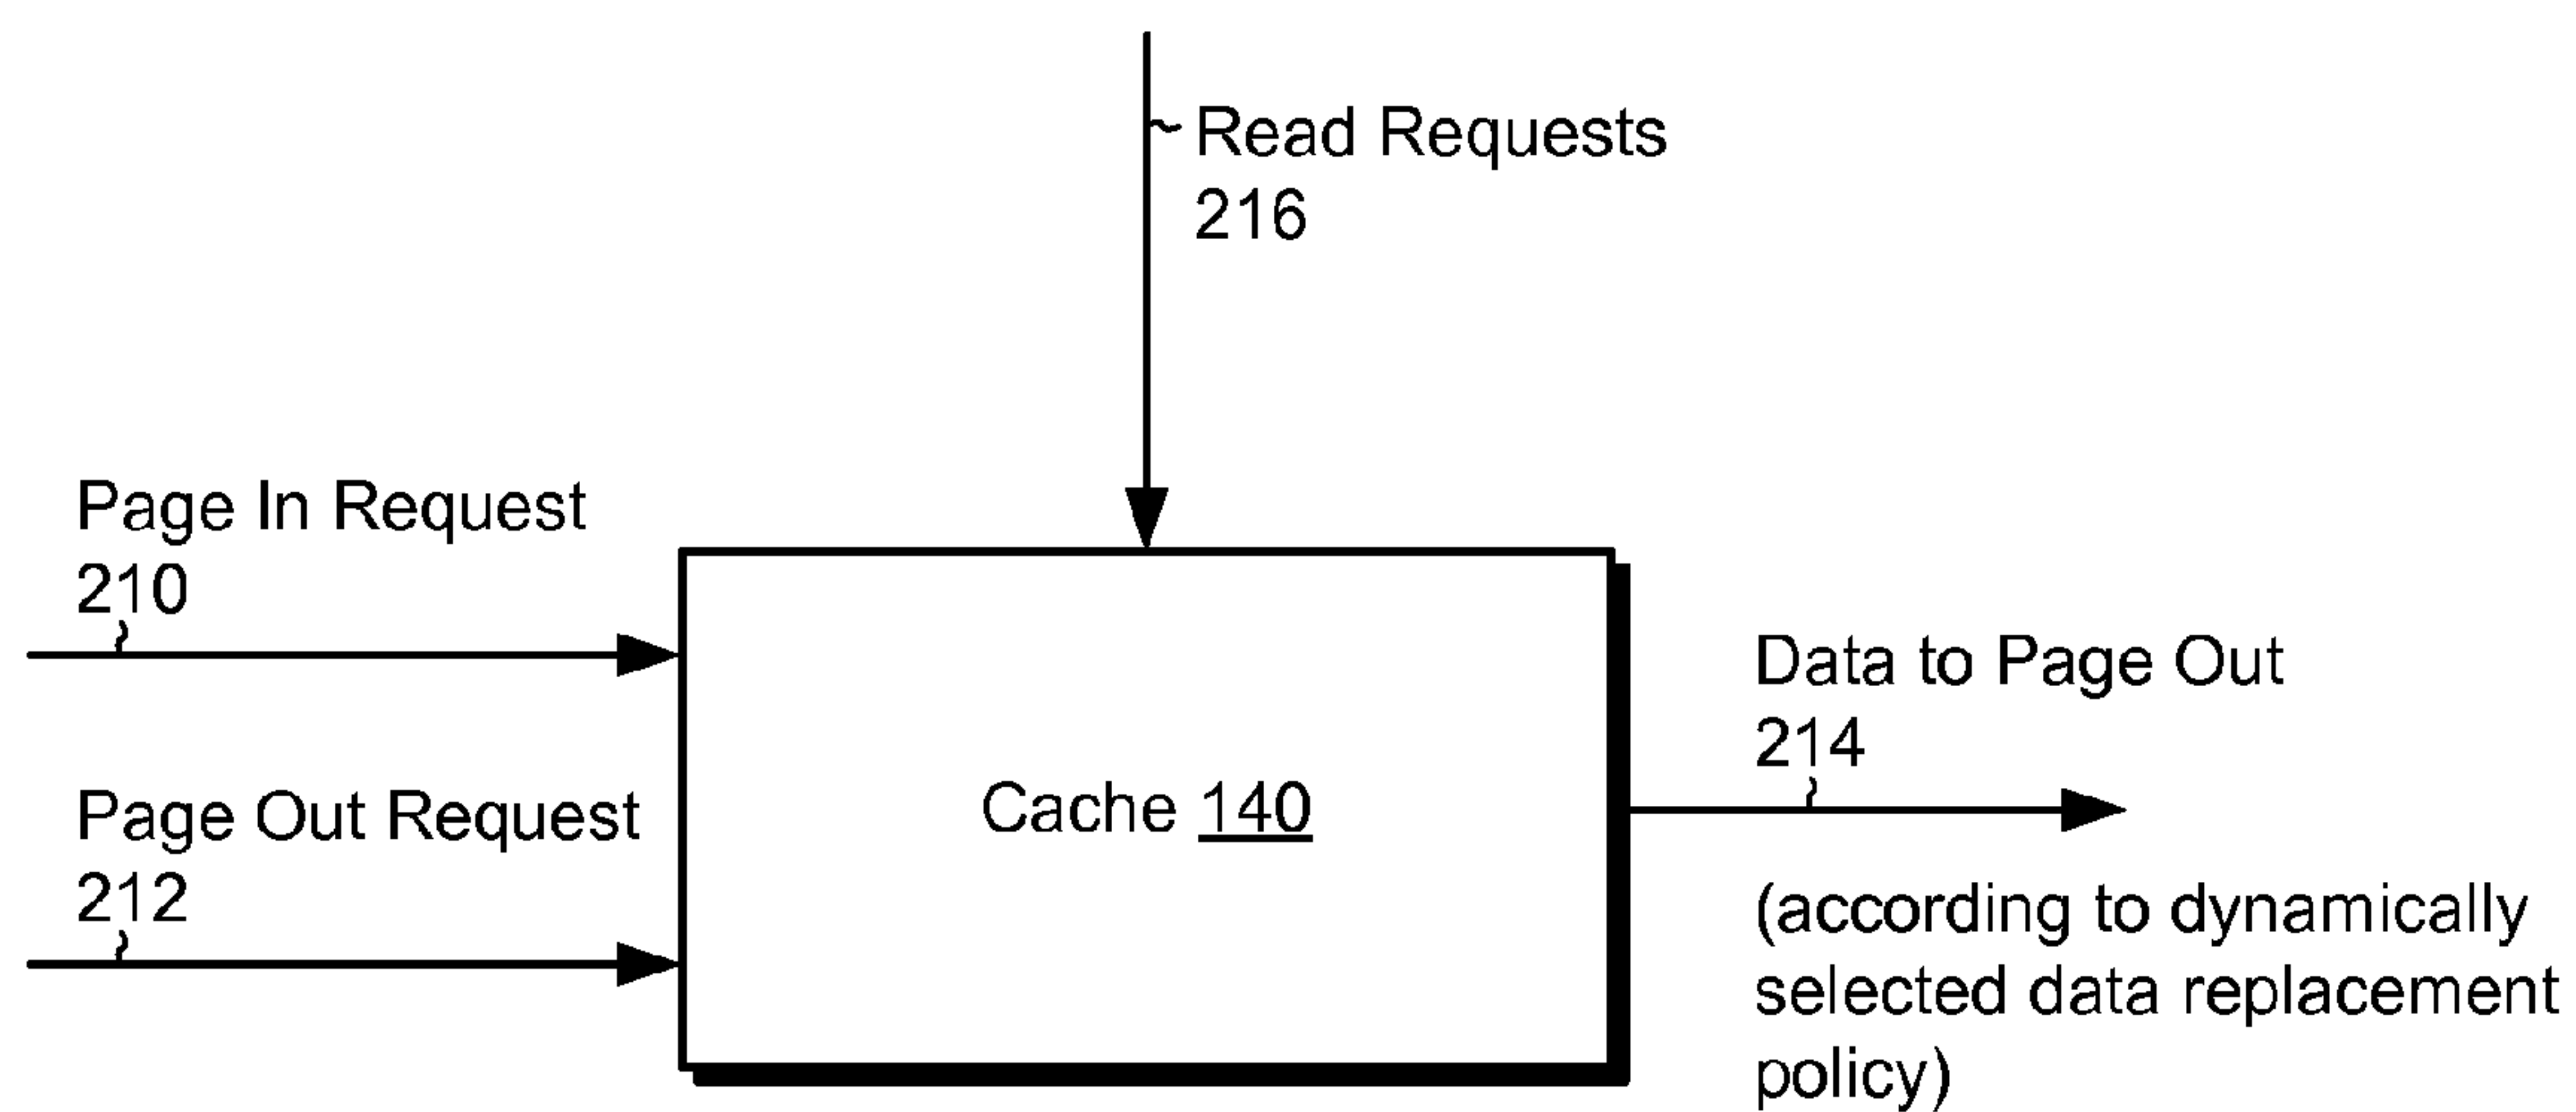 Read Requests
216
Page In Request
210
Page Out Request
212
Cache 140
Data to Page Out
214
(according to dynamically
selected data replacement
policy)